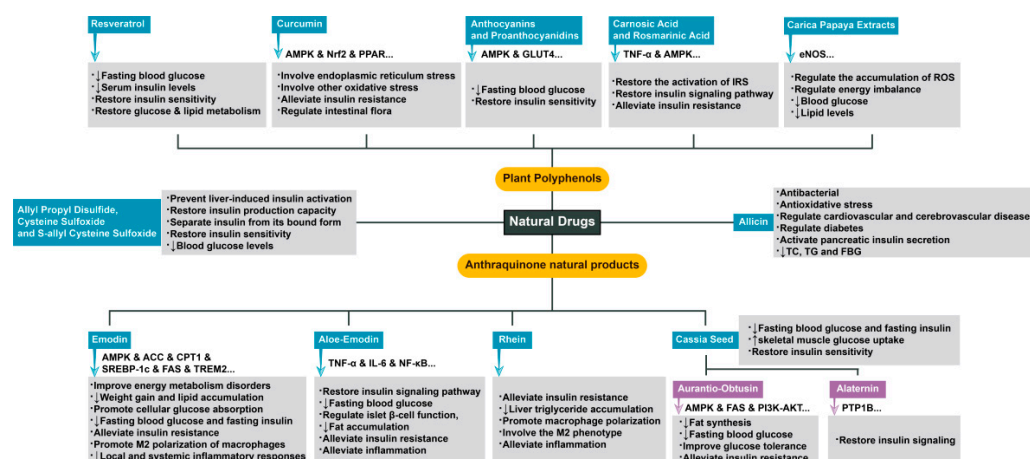 Resveratrol
·↓Fasting blood glucose
·↓Serum insulin levels
·Restore insulin sensitivity
·Restore glucose & lipid metabolism
Curcumin
AMPK & Nrf2 & PPAR...
·Involve endoplasmic reticulum stress
·Involve other oxidative stress
·Alleviate insulin resistance
·Regulate intestinal flora
Anthocyanins
and Proanthocyanidins
AMPK & GLUT4...
·↓Fasting blood glucose
·Restore insulin sensitivity
Carnosic Acid
and Rosmarinic Acid
TNF-α & AMPK...
·Restore the activation of IRS
·Restore insulin signaling pathway
·Alleviate insulin resistance
Carica Papaya Extracts
eNOS...
·Regulate the accumulation of ROS
·Regulate energy imbalance
·↓Blood glucose
·↓Lipid levels
Plant Polyphenols
Allyl Propyl Disulfide,
Cysteine Sulfoxide
and S-allyl Cysteine Sulfoxide
·Prevent liver-induced insulin activation
·Restore insulin production capacity
·Separate insulin from its bound form
·Restore insulin sensitivity
·↓Blood glucose levels
Natural Drugs
Allicin
·Antibacterial
·Antioxidative stress
·Regulate cardiovascular and cerebrovascular disease
·Regulate diabetes
·Activate pancreatic insulin secretion
·↓TC, TG and FBG
Anthraquinone natural products
Emodin
AMPK & ACC & CPT1 &
SREBP-1c & FAS & TREM2...
·Improve energy metabolism disorders
·↓Weight gain and lipid accumulation
·Promote cellular glucose absorption
·↓Fasting blood glucose and fasting insulin
·Alleviate insulin resistance
·Promote M2 polarization of macrophages
·↓Local and systemic inflammatory responses
Aloe-Emodin
TNF-α & IL-6 & NF-κB...
·Restore insulin signaling pathway
·↓Fasting blood glucose
·Regulate islet β-cell function,
·↓Fat accumulation
·Alleviate insulin resistance
·Alleviate inflammation
Rhein
·Alleviate insulin resistance
·↓Liver triglyceride accumulation
·Promote macrophage polarization
·Involve the M2 phenotype
·Alleviate inflammation
Cassia Seed
·↓Fasting blood glucose and fasting insulin
·↑skeletal muscle glucose uptake
·Restore insulin sensitivity
Aurantio-Obtusin
AMPK & FAS & PI3K-AKT...
·↓Fat synthesis
·↓Fasting blood glucose
·Improve glucose tolerance
·Alleviate insulin resistance
Alaternin
PTP1B...
·Restore insulin signaling